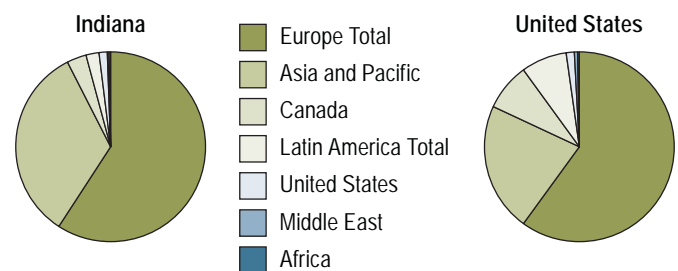 Indiana
United States
Europe Total
Asia and Pacific
Canada
Latin America Total
United States
Middle East
Africa